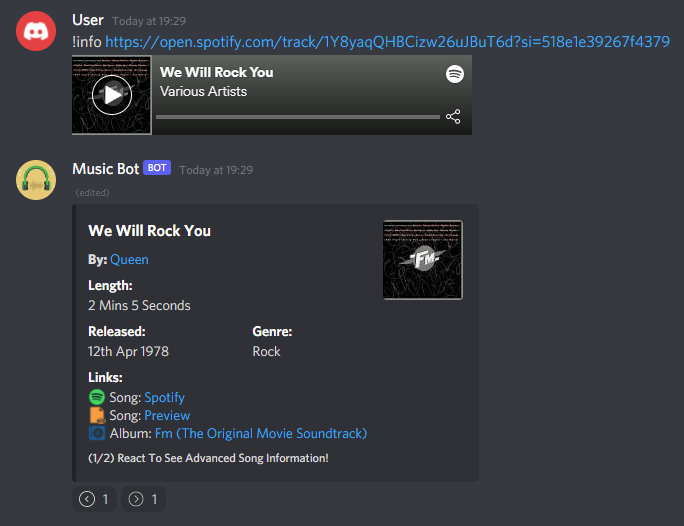 User Today at 19:29
!info https://open.spotify.com/track/1Y8yaqQHBCizw26uJBuT6d?si=518e1e39267f4379
We Will Rock You
Various Artists
Music Bot BOT Today at 19:29
(edited)
We Will Rock You
FM
By: Queen
Length:
2 Mins 5 Seconds
Released: Genre:
12th Apr 1978 Rock
Links:
Song: Spotify
Song: Preview
Album: Fm (The Original Movie Soundtrack)
(1/2) React To See Advanced Song Information!
1 1